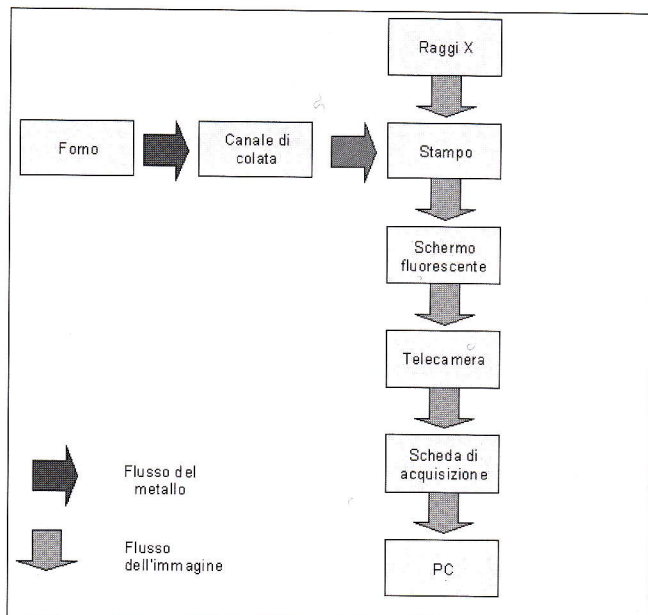 Raggi X
Forno
Canale di
colata
Stampo
Schermo
fluorescente
Telecamera
Scheda di
acquisizione
PC
Flusso del
metallo
Flusso
dell'immagine